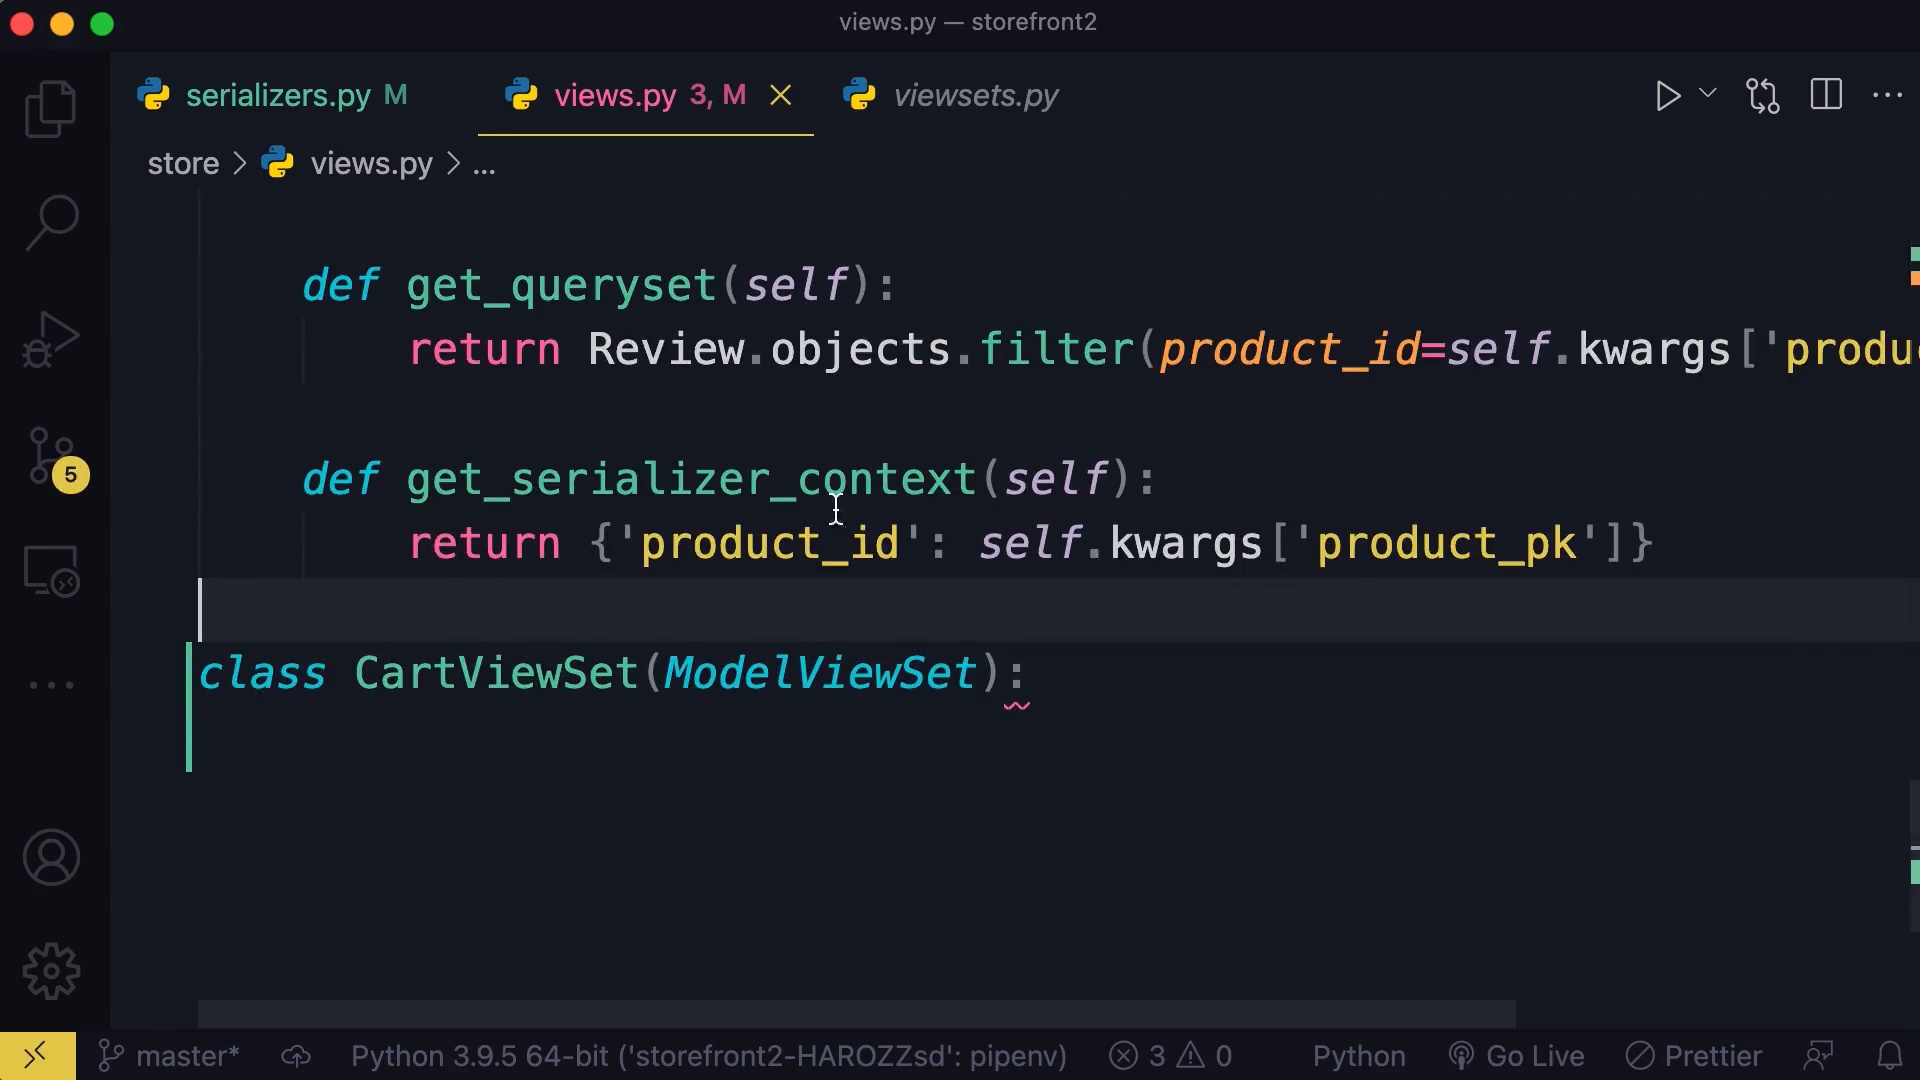 views.py — storefront2
serializers.py M
views.py 3, M
viewsets.py
store > views.py > ...
def get_queryset(self):
return Review.objects.filter(product_id=self.kwargs['produ
def get_serializer_context(self):
return {'product_id': self.kwargs['product_pk']}
class CartViewSet(ModelViewSet):
5
master* Python 3.9.5 64-bit ('storefront2-HAROZZsd': pipenv) 3 0 Python Go Live Prettier